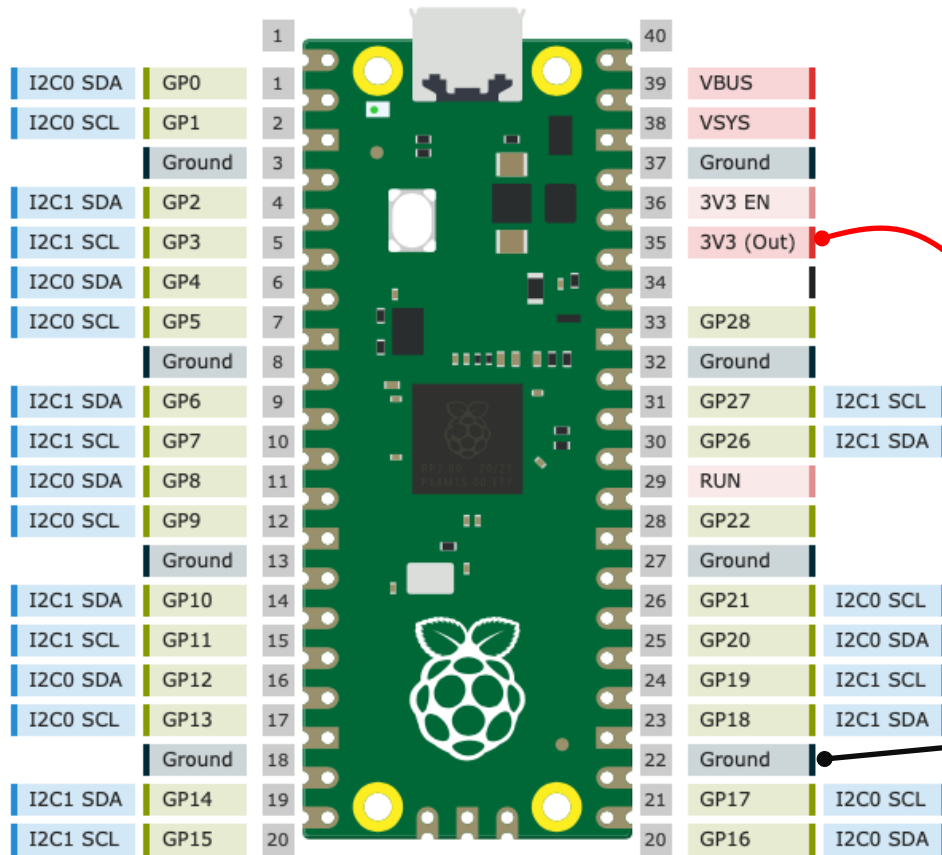 1 40
I2C0 SDA GP0 1 39 VBUS
I2C0 SCL GP1 2 38 VSYS
Ground 3 37 Ground
I2C1 SDA GP2 4 36 3V3 EN
I2C1 SCL GP3 5 35 3V3 (Out)
I2C0 SDA GP4 6 34
I2C0 SCL GP5 7 33 GP28
Ground 8 32 Ground
I2C1 SDA GP6 9 31 GP27 I2C1 SCL
I2C1 SCL GP7 10 30 GP26 I2C1 SDA
I2C0 SDA GP8 11 29 RUN
I2C0 SCL GP9 12 28 GP22
Ground 13 27 Ground
I2C1 SDA GP10 14 26 GP21 I2C0 SCL
I2C1 SCL GP11 15 25 GP20 I2C0 SDA
I2C0 SDA GP12 16 24 GP19 I2C1 SCL
I2C0 SCL GP13 17 23 GP18 I2C1 SDA
Ground 18 22 Ground
I2C1 SDA GP14 19 21 GP17 I2C0 SCL
I2C1 SCL GP15 20 20 GP16 I2C0 SDA